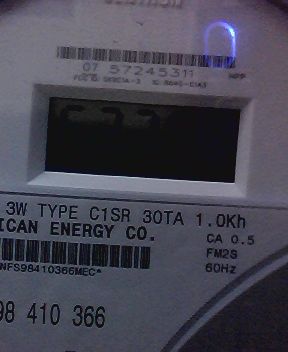 07 57245311
3W TYPE C1SR 30TA 1.0Kh
ICAN ENERGY CO.
CA 0.5
FM2S
60Hz
NFS98410366MEC*
98 410 366